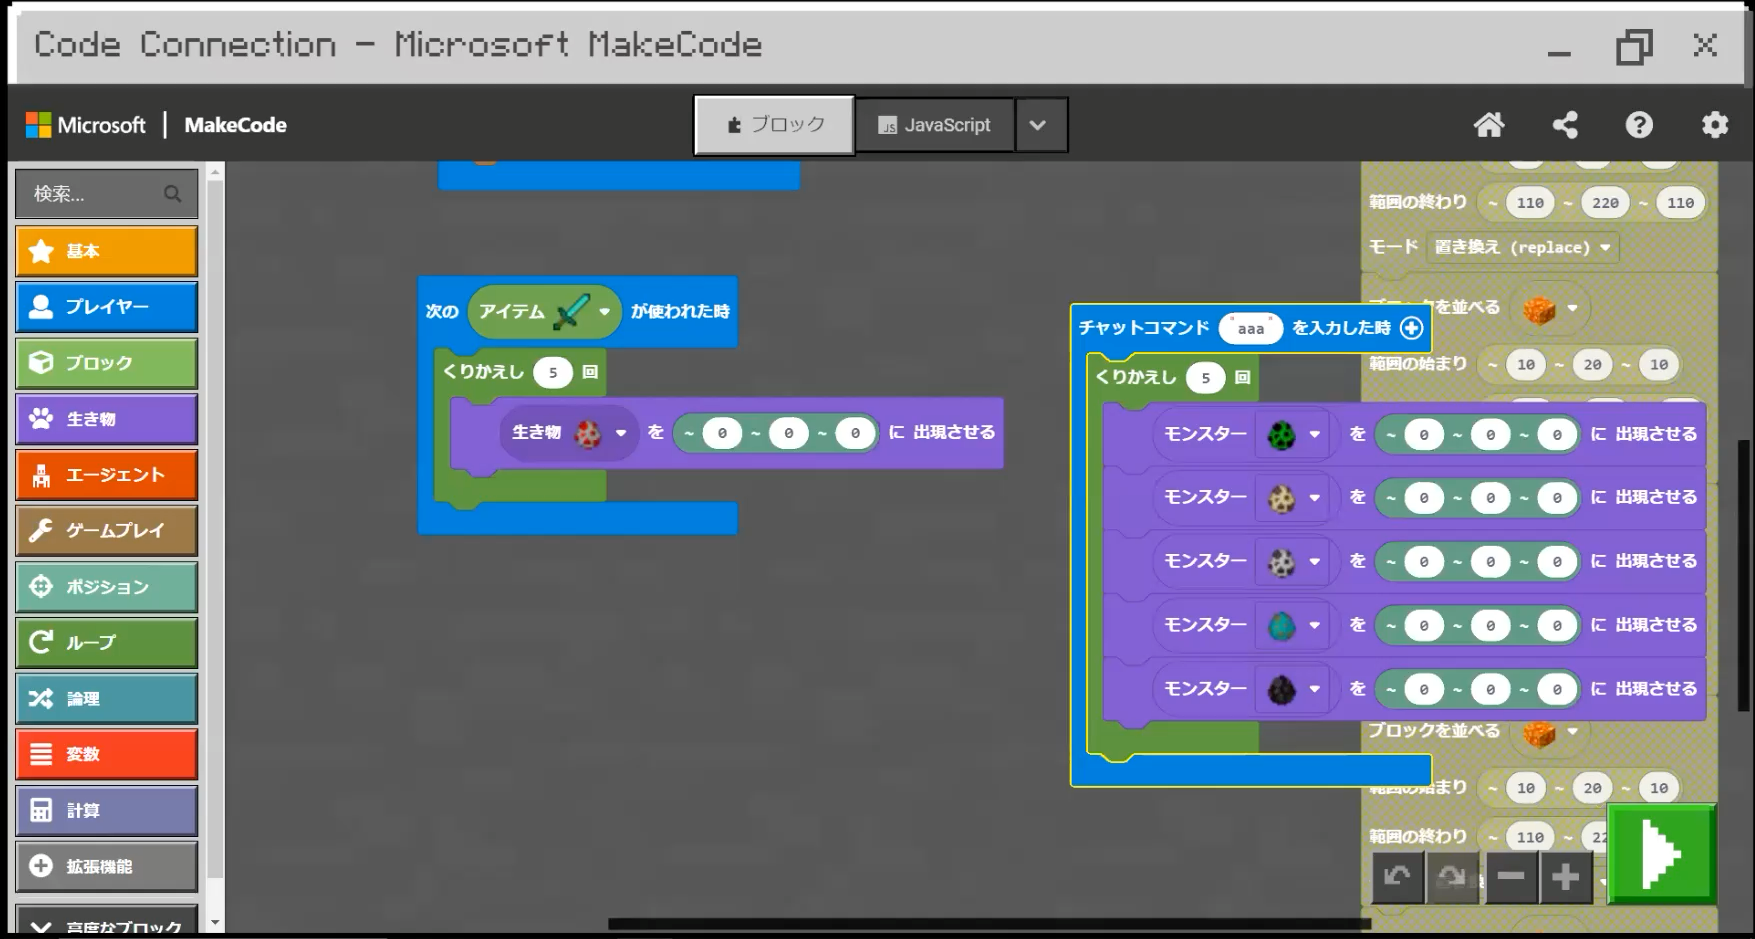 Code Connection - Microsoft MakeCode
Microsoft | MakeCode
ブロック
JavaScript
検索...
基本
プレイヤー
ブロック
生き物
エージェント
ゲームプレイ
ポジション
ループ
論理
変数
計算
拡張機能
高度なブロック
次の アイテム が使われた時
くりかえし 5 回
生き物 を ~ 0 ~ 0 ~ 0 に 出現させる
チャットコマンド "aaa" を入力した時
くりかえし 5 回
モンスター を ~ 0 ~ 0 ~ 0 に 出現させる
モンスター を ~ 0 ~ 0 ~ 0 に 出現させる
モンスター を ~ 0 ~ 0 ~ 0 に 出現させる
モンスター を ~ 0 ~ 0 ~ 0 に 出現させる
モンスター を ~ 0 ~ 0 ~ 0 に 出現させる
範囲の終わり ~ 110 ~ 220 ~ 110
モード 置き換え (replace)
を並べる
範囲の始まり ~ 10 ~ 20 ~ 10
ブロックを並べる
範囲の始まり ~ 10 ~ 20 ~ 10
範囲の終わり ~ 110 ~ 22